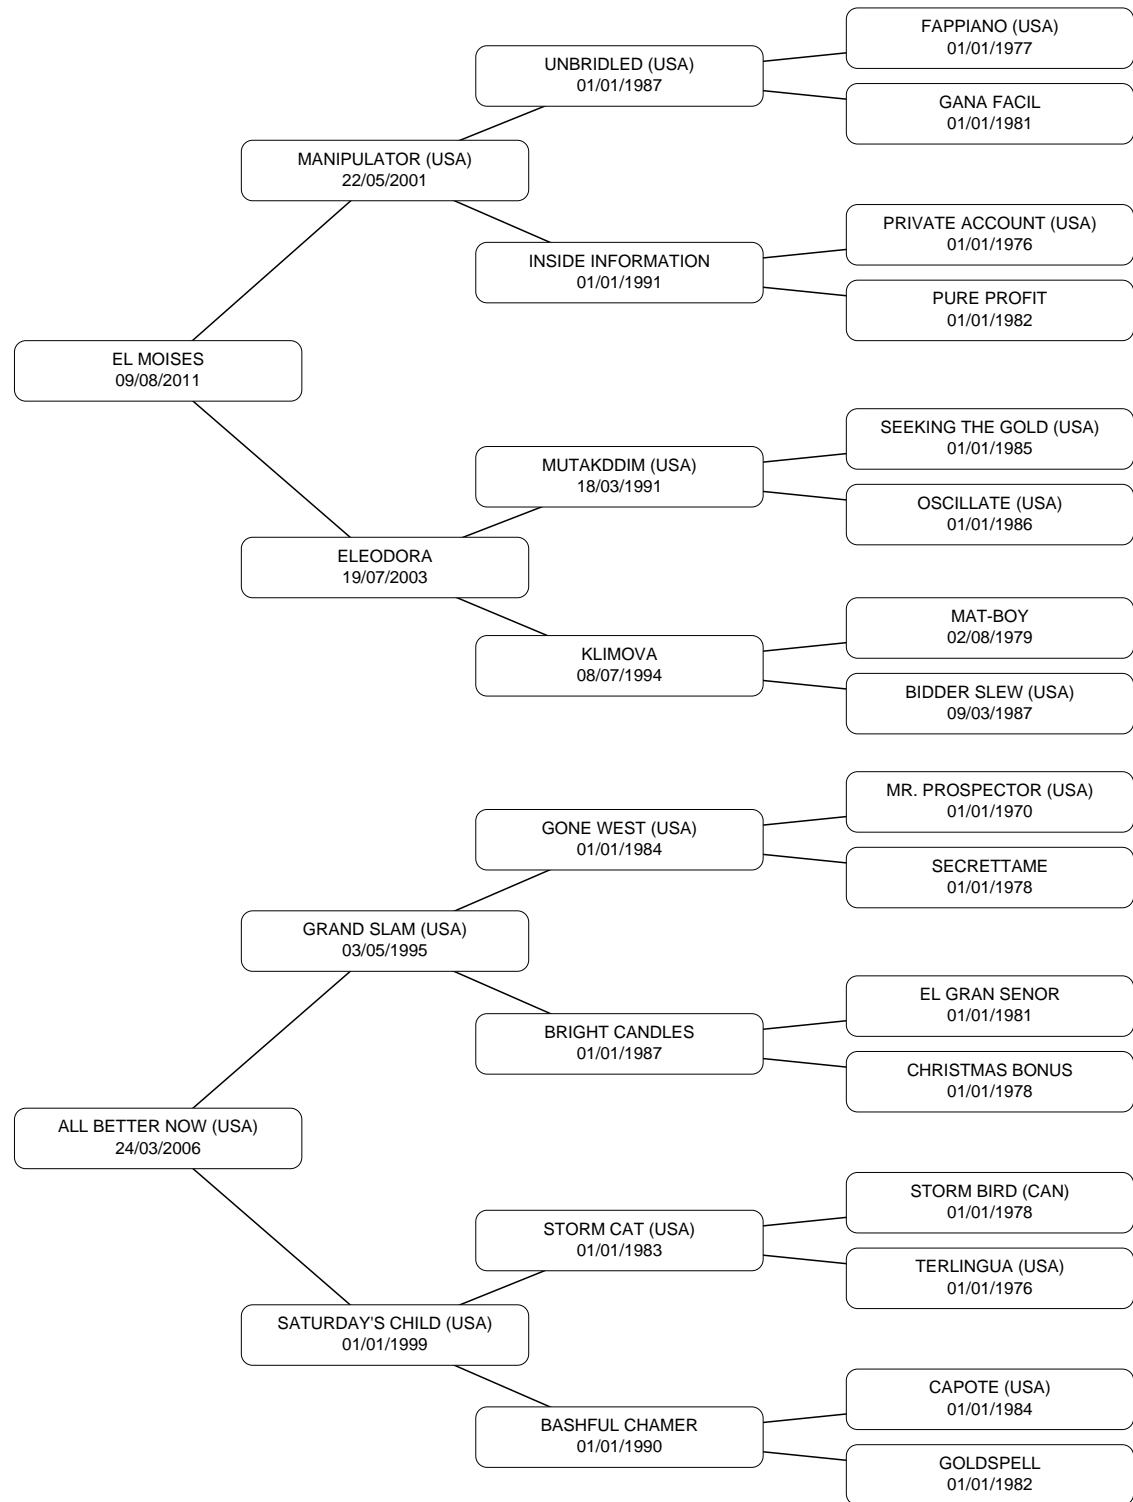 FAPPIANO (USA)
01/01/1977
UNBRIDLED (USA)
01/01/1987
GANA FACIL
01/01/1981
MANIPULATOR (USA)
22/05/2001
PRIVATE ACCOUNT (USA)
01/01/1976
INSIDE INFORMATION
01/01/1991
PURE PROFIT
01/01/1982
EL MOISES
09/08/2011
SEEKING THE GOLD (USA)
01/01/1985
MUTAKDDIM (USA)
18/03/1991
OSCILLATE (USA)
01/01/1986
ELEODORA
19/07/2003
MAT-BOY
02/08/1979
KLIMOVA
08/07/1994
BIDDER SLEW (USA)
09/03/1987
MR. PROSPECTOR (USA)
01/01/1970
GONE WEST (USA)
01/01/1984
SECRETTAME
01/01/1978
GRAND SLAM (USA)
03/05/1995
EL GRAN SENOR
01/01/1981
BRIGHT CANDLES
01/01/1987
CHRISTMAS BONUS
01/01/1978
ALL BETTER NOW (USA)
24/03/2006
STORM BIRD (CAN)
01/01/1978
STORM CAT (USA)
01/01/1983
TERLINGUA (USA)
01/01/1976
SATURDAY'S CHILD (USA)
01/01/1999
CAPOTE (USA)
01/01/1984
BASHFUL CHAMER
01/01/1990
GOLDSPELL
01/01/1982